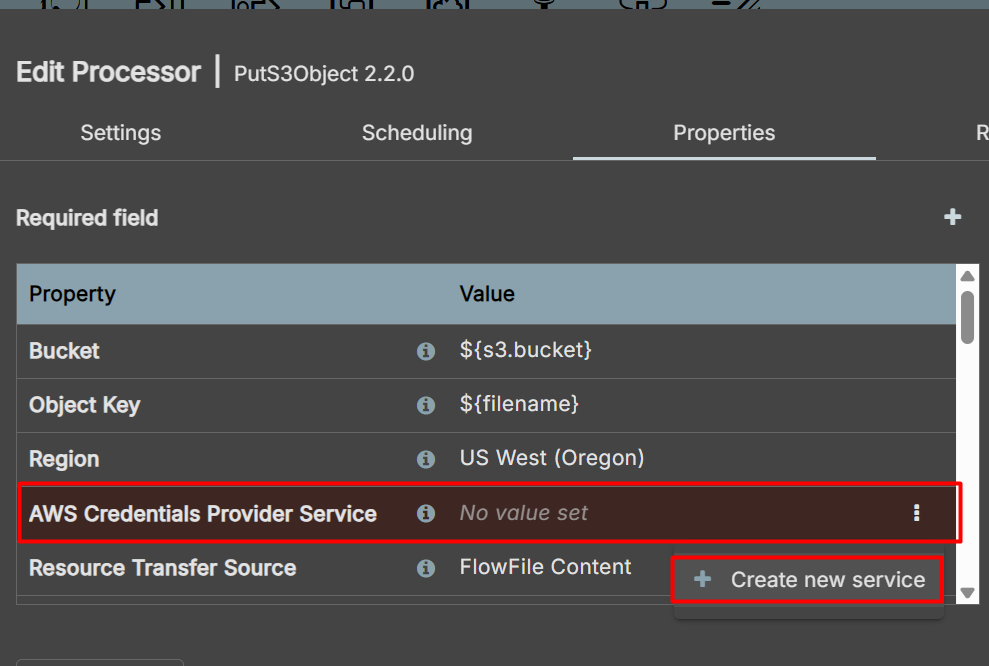 Edit Processor | PutS3Object 2.2.0
Settings Scheduling Properties R
Required field
Property Value
Bucket ${s3.bucket}
Object Key ${filename}
Region US West (Oregon)
AWS Credentials Provider Service No value set
Resource Transfer Source FlowFile Content
Create new service